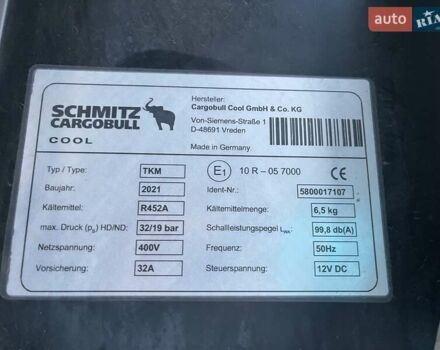 auto RIA
SCHMITZ
CARGOBULL
COOL
Hersteller:
Cargobull Cool GmbH & Co. KG
Von-Siemens-Straße 1
D-48691 Vreden
Made in Germany
Typ / Type: TKM E1 10 R - 05 7000 CE
Baujahr: 2021 Ident-Nr.: 5800017107
Kältemittel: R452A Kältemittelmenge: 6,5 kg
max. Druck (ps) HD/ND: 32/19 bar Schallleistungspegel LWA: 99,8 db(A)
Netzspannung: 400V Frequenz: 50Hz
Vorsicherung: 32A Steuerspannung: 12V DC